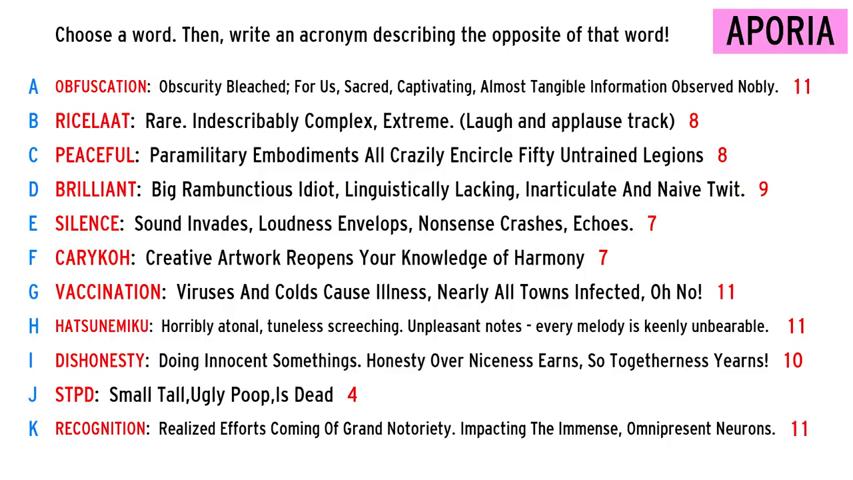 Choose a word. Then, write an acronym describing the opposite of that word!
APORIA
A OBFUSCATION: Obscurity Bleached; For Us, Sacred, Captivating, Almost Tangible Information Observed Nobly. 11
B RICELAAT: Rare. Indescribably Complex, Extreme. (Laugh and applause track) 8
C PEACEFUL: Paramilitary Embodiments All Crazily Encircle Fifty Untrained Legions 8
D BRILLIANT: Big Rambunctious Idiot, Linguistically Lacking, Inarticulate And Naive Twit. 9
E SILENCE: Sound Invades, Loudness Envelops, Nonsense Crashes, Echoes. 7
F CARYKOH: Creative Artwork Reopens Your Knowledge of Harmony 7
G VACCINATION: Viruses And Colds Cause Illness, Nearly All Towns Infected, Oh No! 11
H HATSUNEMIKU: Horribly atonal, tuneless screeching. Unpleasant notes - every melody is keenly unbearable. 11
I DISHONESTY: Doing Innocent Somethings. Honesty Over Niceness Earns, So Togetherness Yearns! 10
J STPD: Small Tall,Ugly Poop,Is Dead 4
K RECOGNITION: Realized Efforts Coming Of Grand Notoriety. Impacting The Immense, Omnipresent Neurons. 11